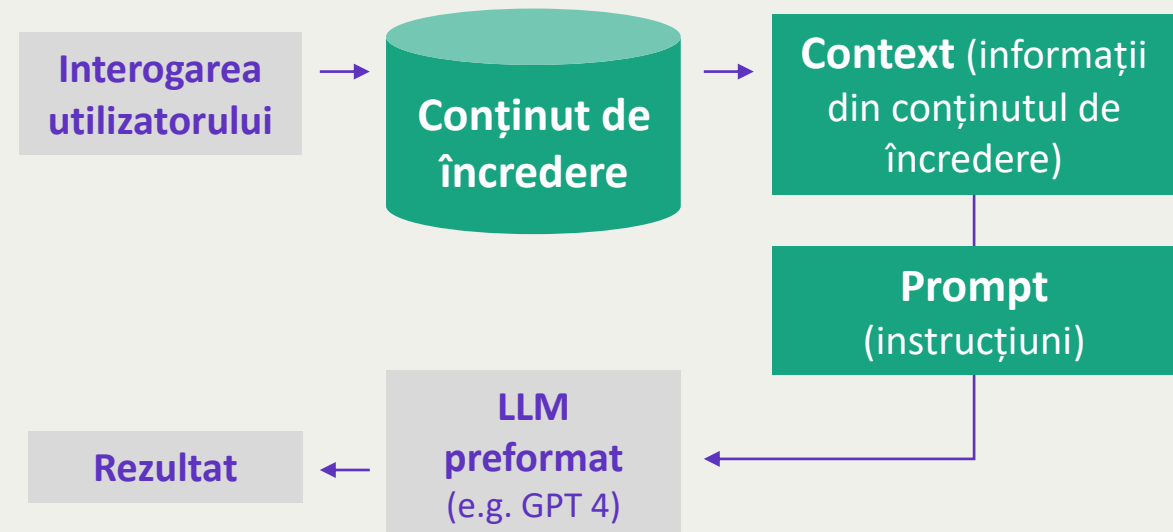 Interogarea
utilizatorului
Conținut de
încredere
Context (informații
din conținutul de
încredere)
Prompt
(instrucțiuni)
LLM
preformat
(e.g. GPT 4)
Rezultat